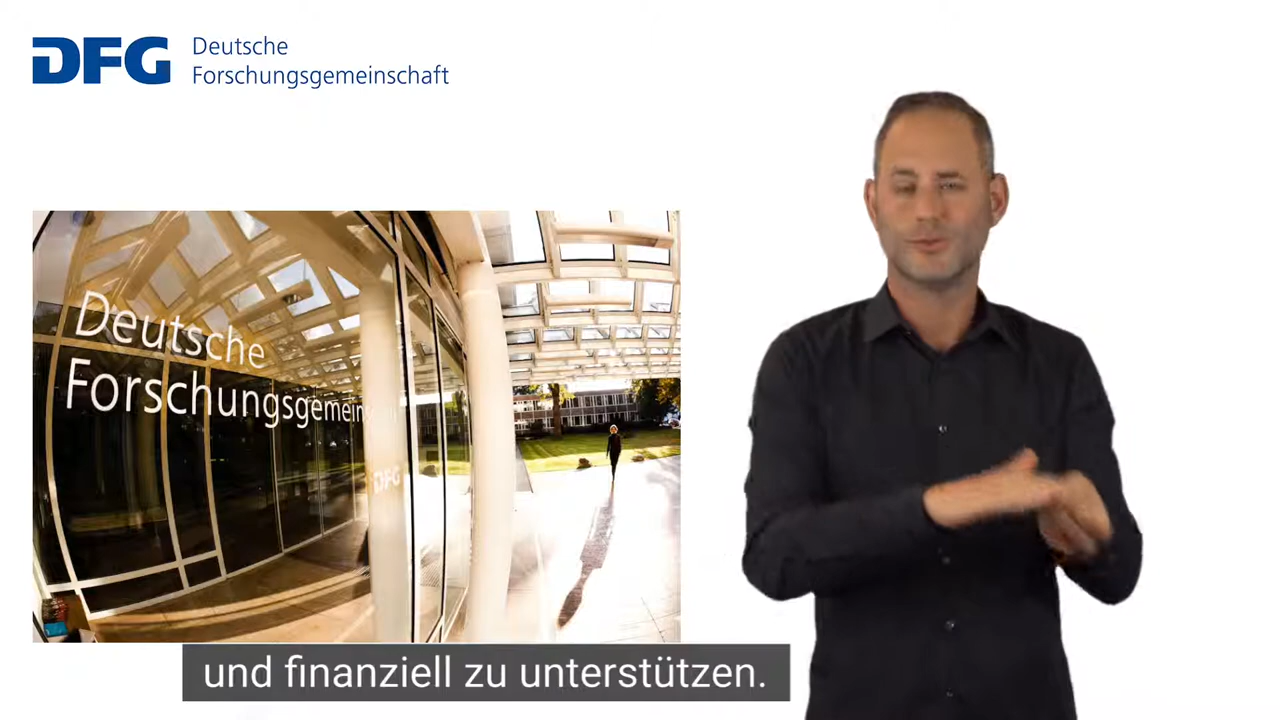 DFG
Deutsche
Forschungsgemeinschaft
Deutsche
Forschungsgemein
DFG
und finanziell zu unterstützen.